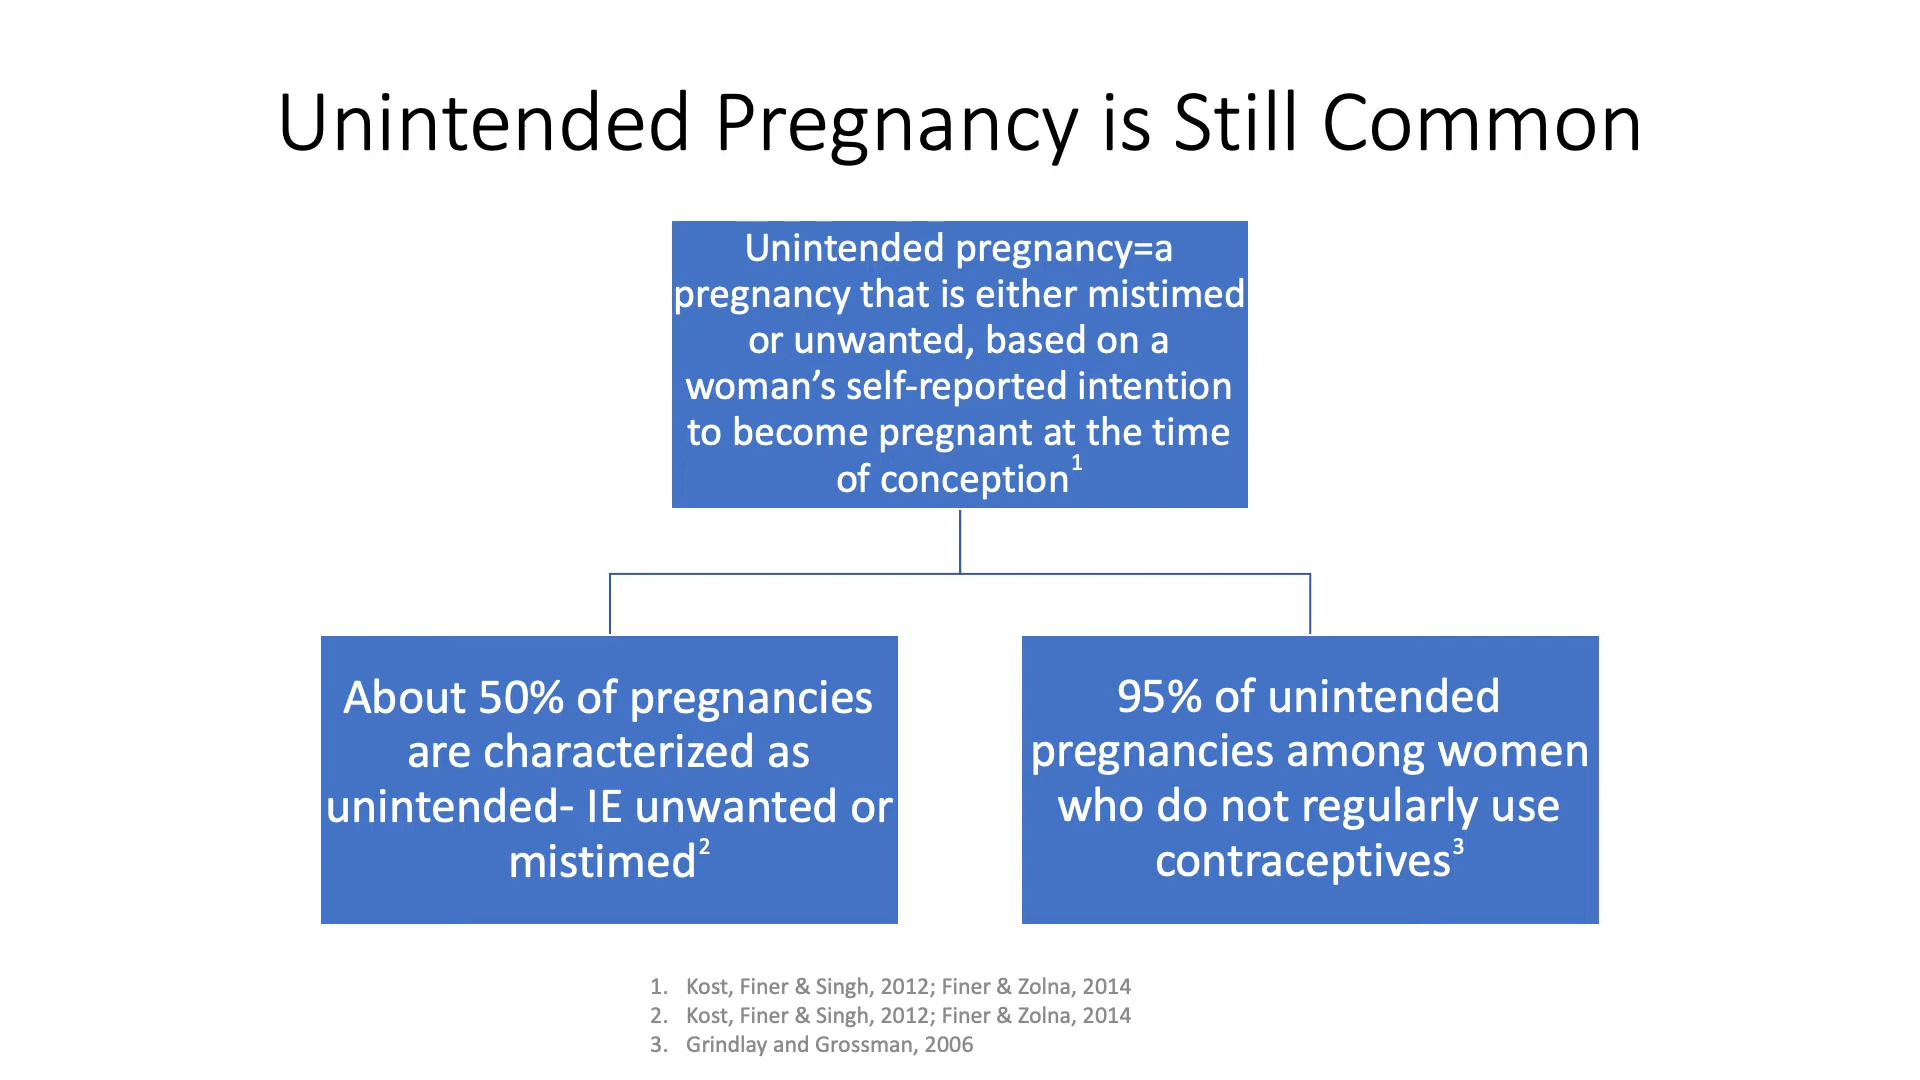 Unintended Pregnancy is Still Common
Unintended pregnancy=a
pregnancy that is either mistimed
or unwanted, based on a
woman’s self-reported intention
to become pregnant at the time
of conception1
About 50% of pregnancies
are characterized as
unintended- IE unwanted or
mistimed2
95% of unintended
pregnancies among women
who do not regularly use
contraceptives3
1. Kost, Finer & Singh, 2012; Finer & Zolna, 2014
2. Kost, Finer & Singh, 2012; Finer & Zolna, 2014
3. Grindlay and Grossman, 2006